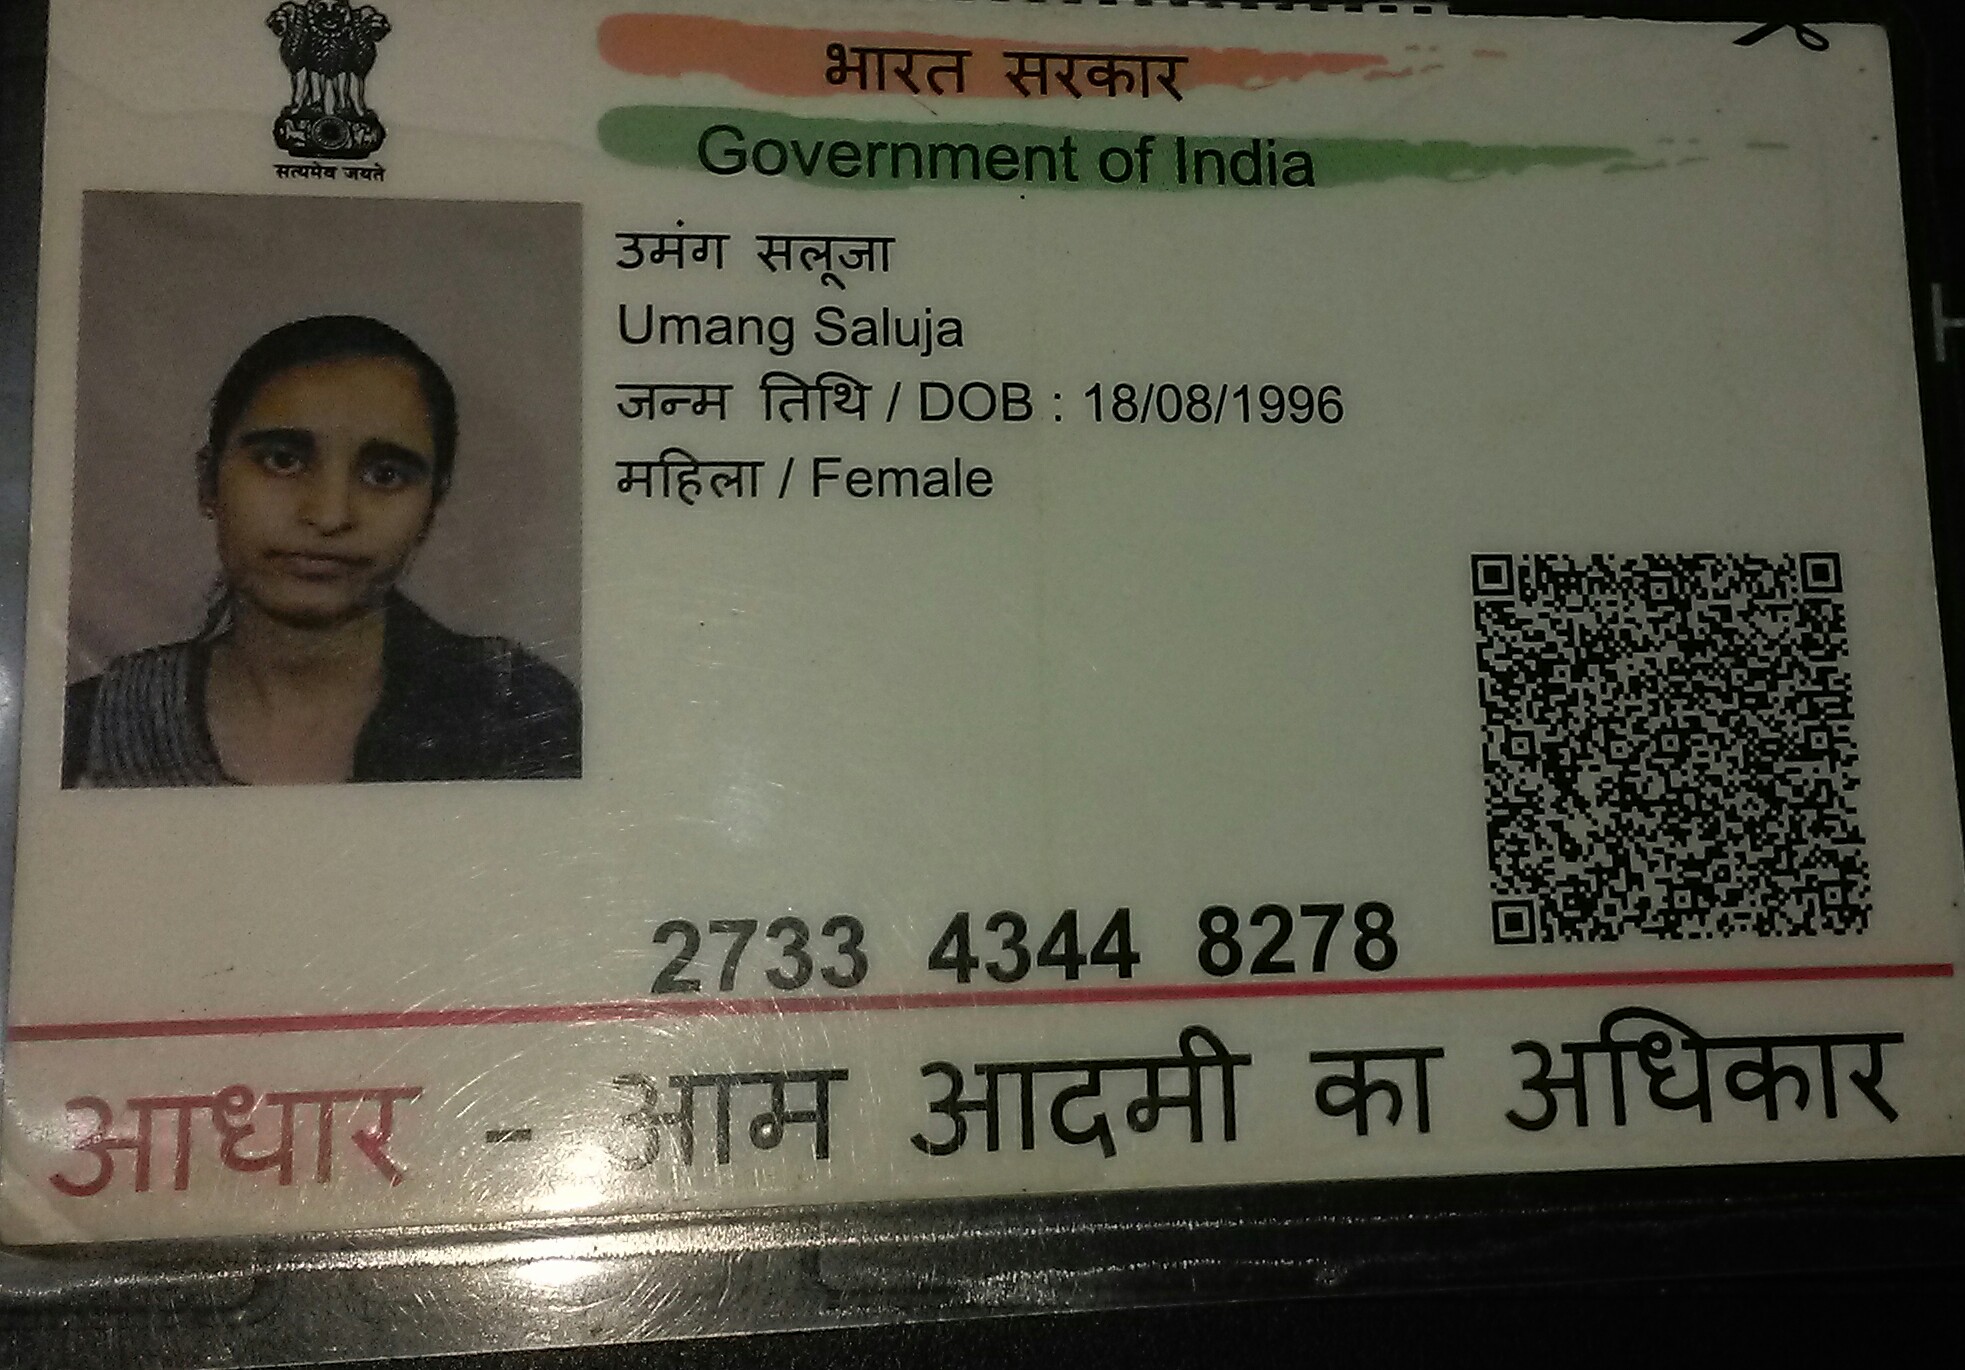 सत्यमेव जयते
भारत सरकार
Government of India
उमंग सलूजा
Umang Saluja
जन्म तिथि / DOB : 18/08/1996
महिला / Female
2733 4344 8278
आधार - आम आदमी का अधिकार